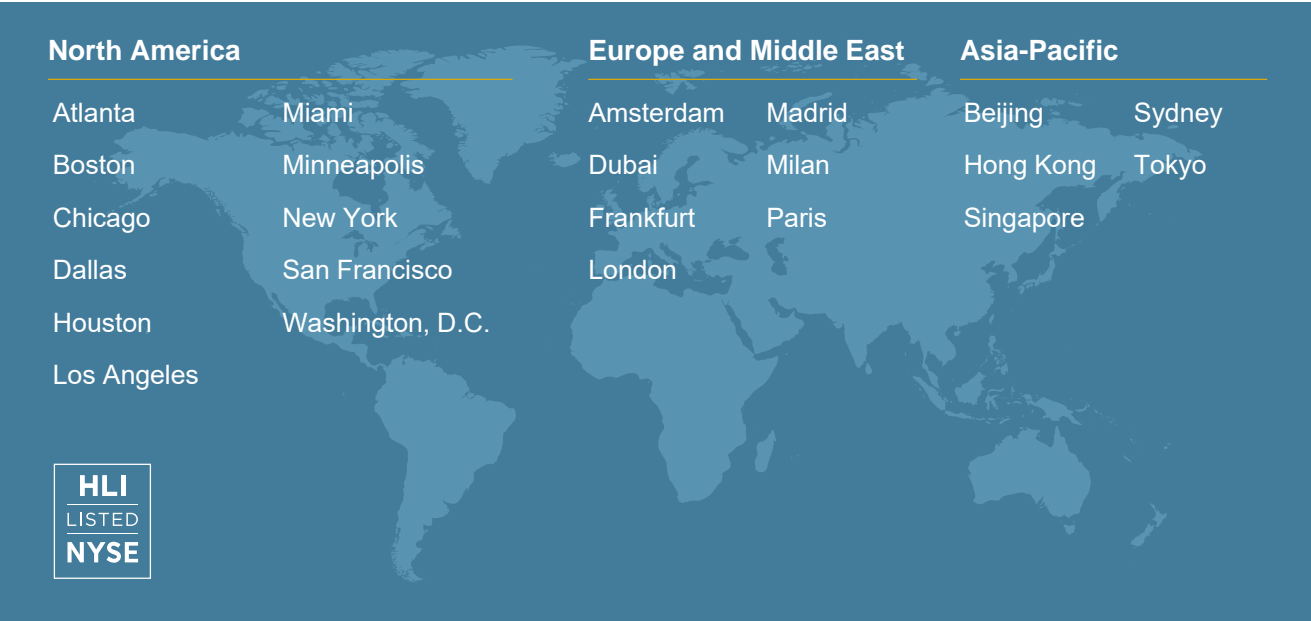 North America
Atlanta
Boston
Chicago
Dallas
Houston
Los Angeles
Miami
Minneapolis
New York
San Francisco
Washington, D.C.
Europe and Middle East
Amsterdam
Dubai
Frankfurt
London
Madrid
Milan
Paris
Asia-Pacific
Beijing
Hong Kong
Singapore
Sydney
Tokyo
HLI
LISTED
NYSE